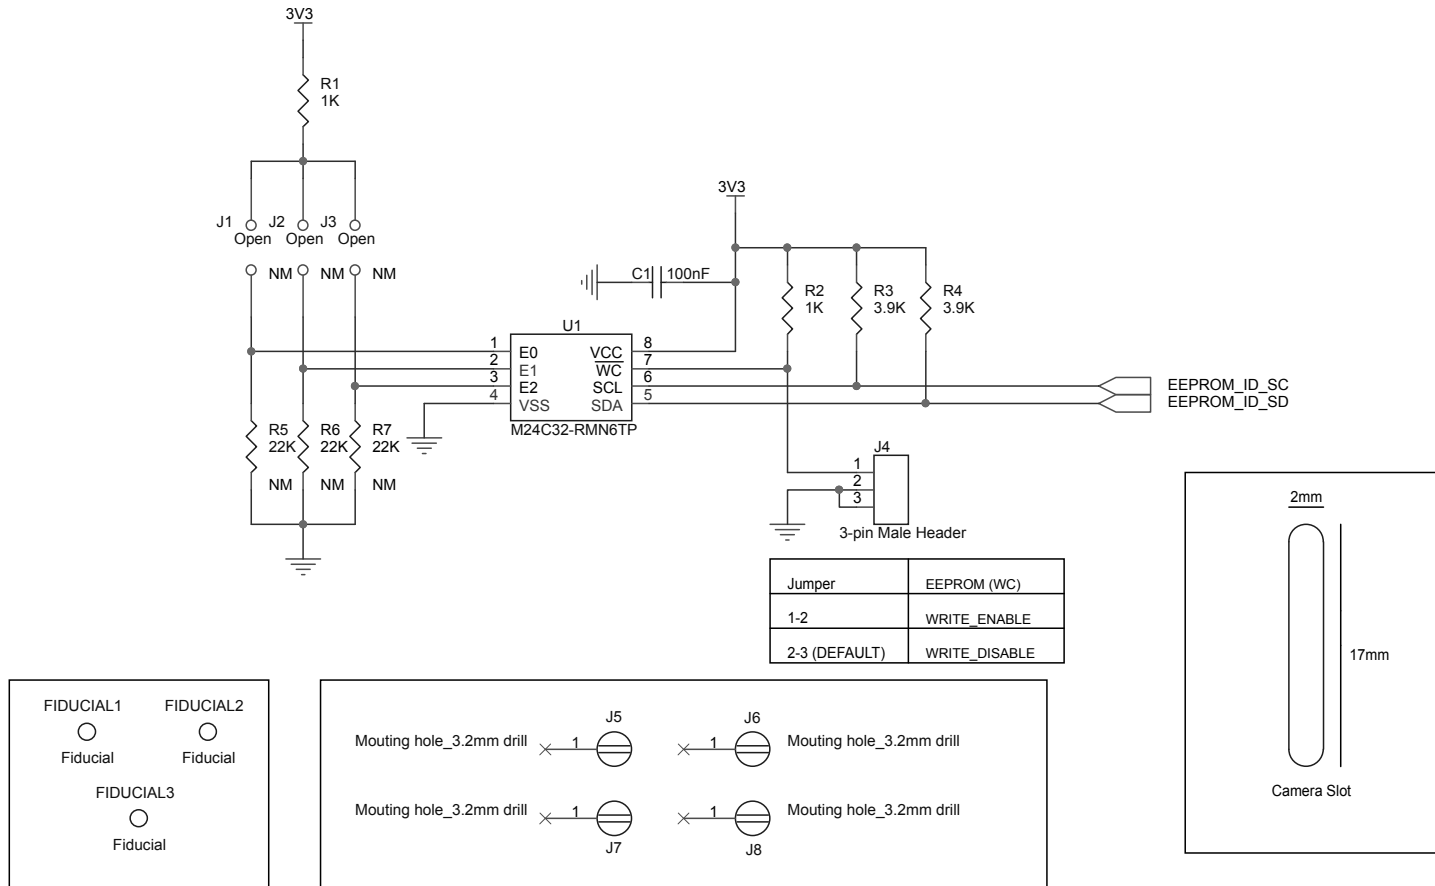 3V3
R1
1K
J1
J2
J3
Open
Open
Open
NM
NM
NM
3V3
C1
100nF
R2
1K
R3
3.9K
R4
3.9K
U1
1
2
3
4
E0
E1
E2
VSS
VCC
WC
SCL
SDA
8
7
6
5
M24C32-RMN6TP
EEPROM_ID_SC
EEPROM_ID_SD
R5
22K
R6
22K
R7
22K
NM
NM
NM
J4
1
2
3
3-pin Male Header
Jumper
EEPROM (WC)
1-2
WRITE_ENABLE
2-3 (DEFAULT)
WRITE_DISABLE
2mm
17mm
Camera Slot
FIDUCIAL1
Fiducial
FIDUCIAL2
Fiducial
FIDUCIAL3
Fiducial
Mouting hole_3.2mm drill
1
J5
1
J6
Mouting hole_3.2mm drill
Mouting hole_3.2mm drill
1
J7
1
J8
Mouting hole_3.2mm drill